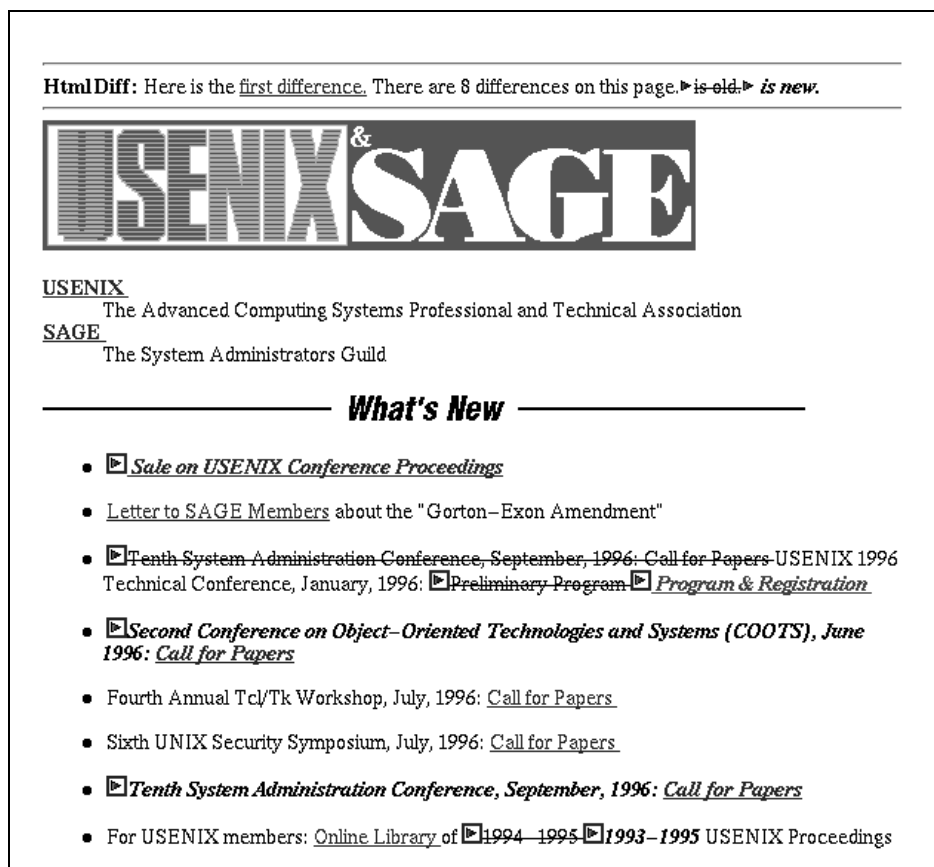 HtmlDiff: Here is the first difference. There are 8 differences on this page. is old. is new.
USENIX & SAGE
USENIX
The Advanced Computing Systems Professional and Technical Association
SAGE
The System Administrators Guild
What's New
Sale on USENIX Conference Proceedings
Letter to SAGE Members about the "Gorton-Exon Amendment"
Tenth System Administration Conference, September, 1996: Call for Papers USENIX 1996
Technical Conference, January, 1996: Preliminary Program Program & Registration
Second Conference on Object-Oriented Technologies and Systems (COOTS), June
1996: Call for Papers
Fourth Annual Tcl/Tk Workshop, July, 1996: Call for Papers
Sixth UNIX Security Symposium, July, 1996: Call for Papers
Tenth System Administration Conference, September, 1996: Call for Papers
For USENIX members: Online Library of 1994-1995 1993-1995 USENIX Proceedings